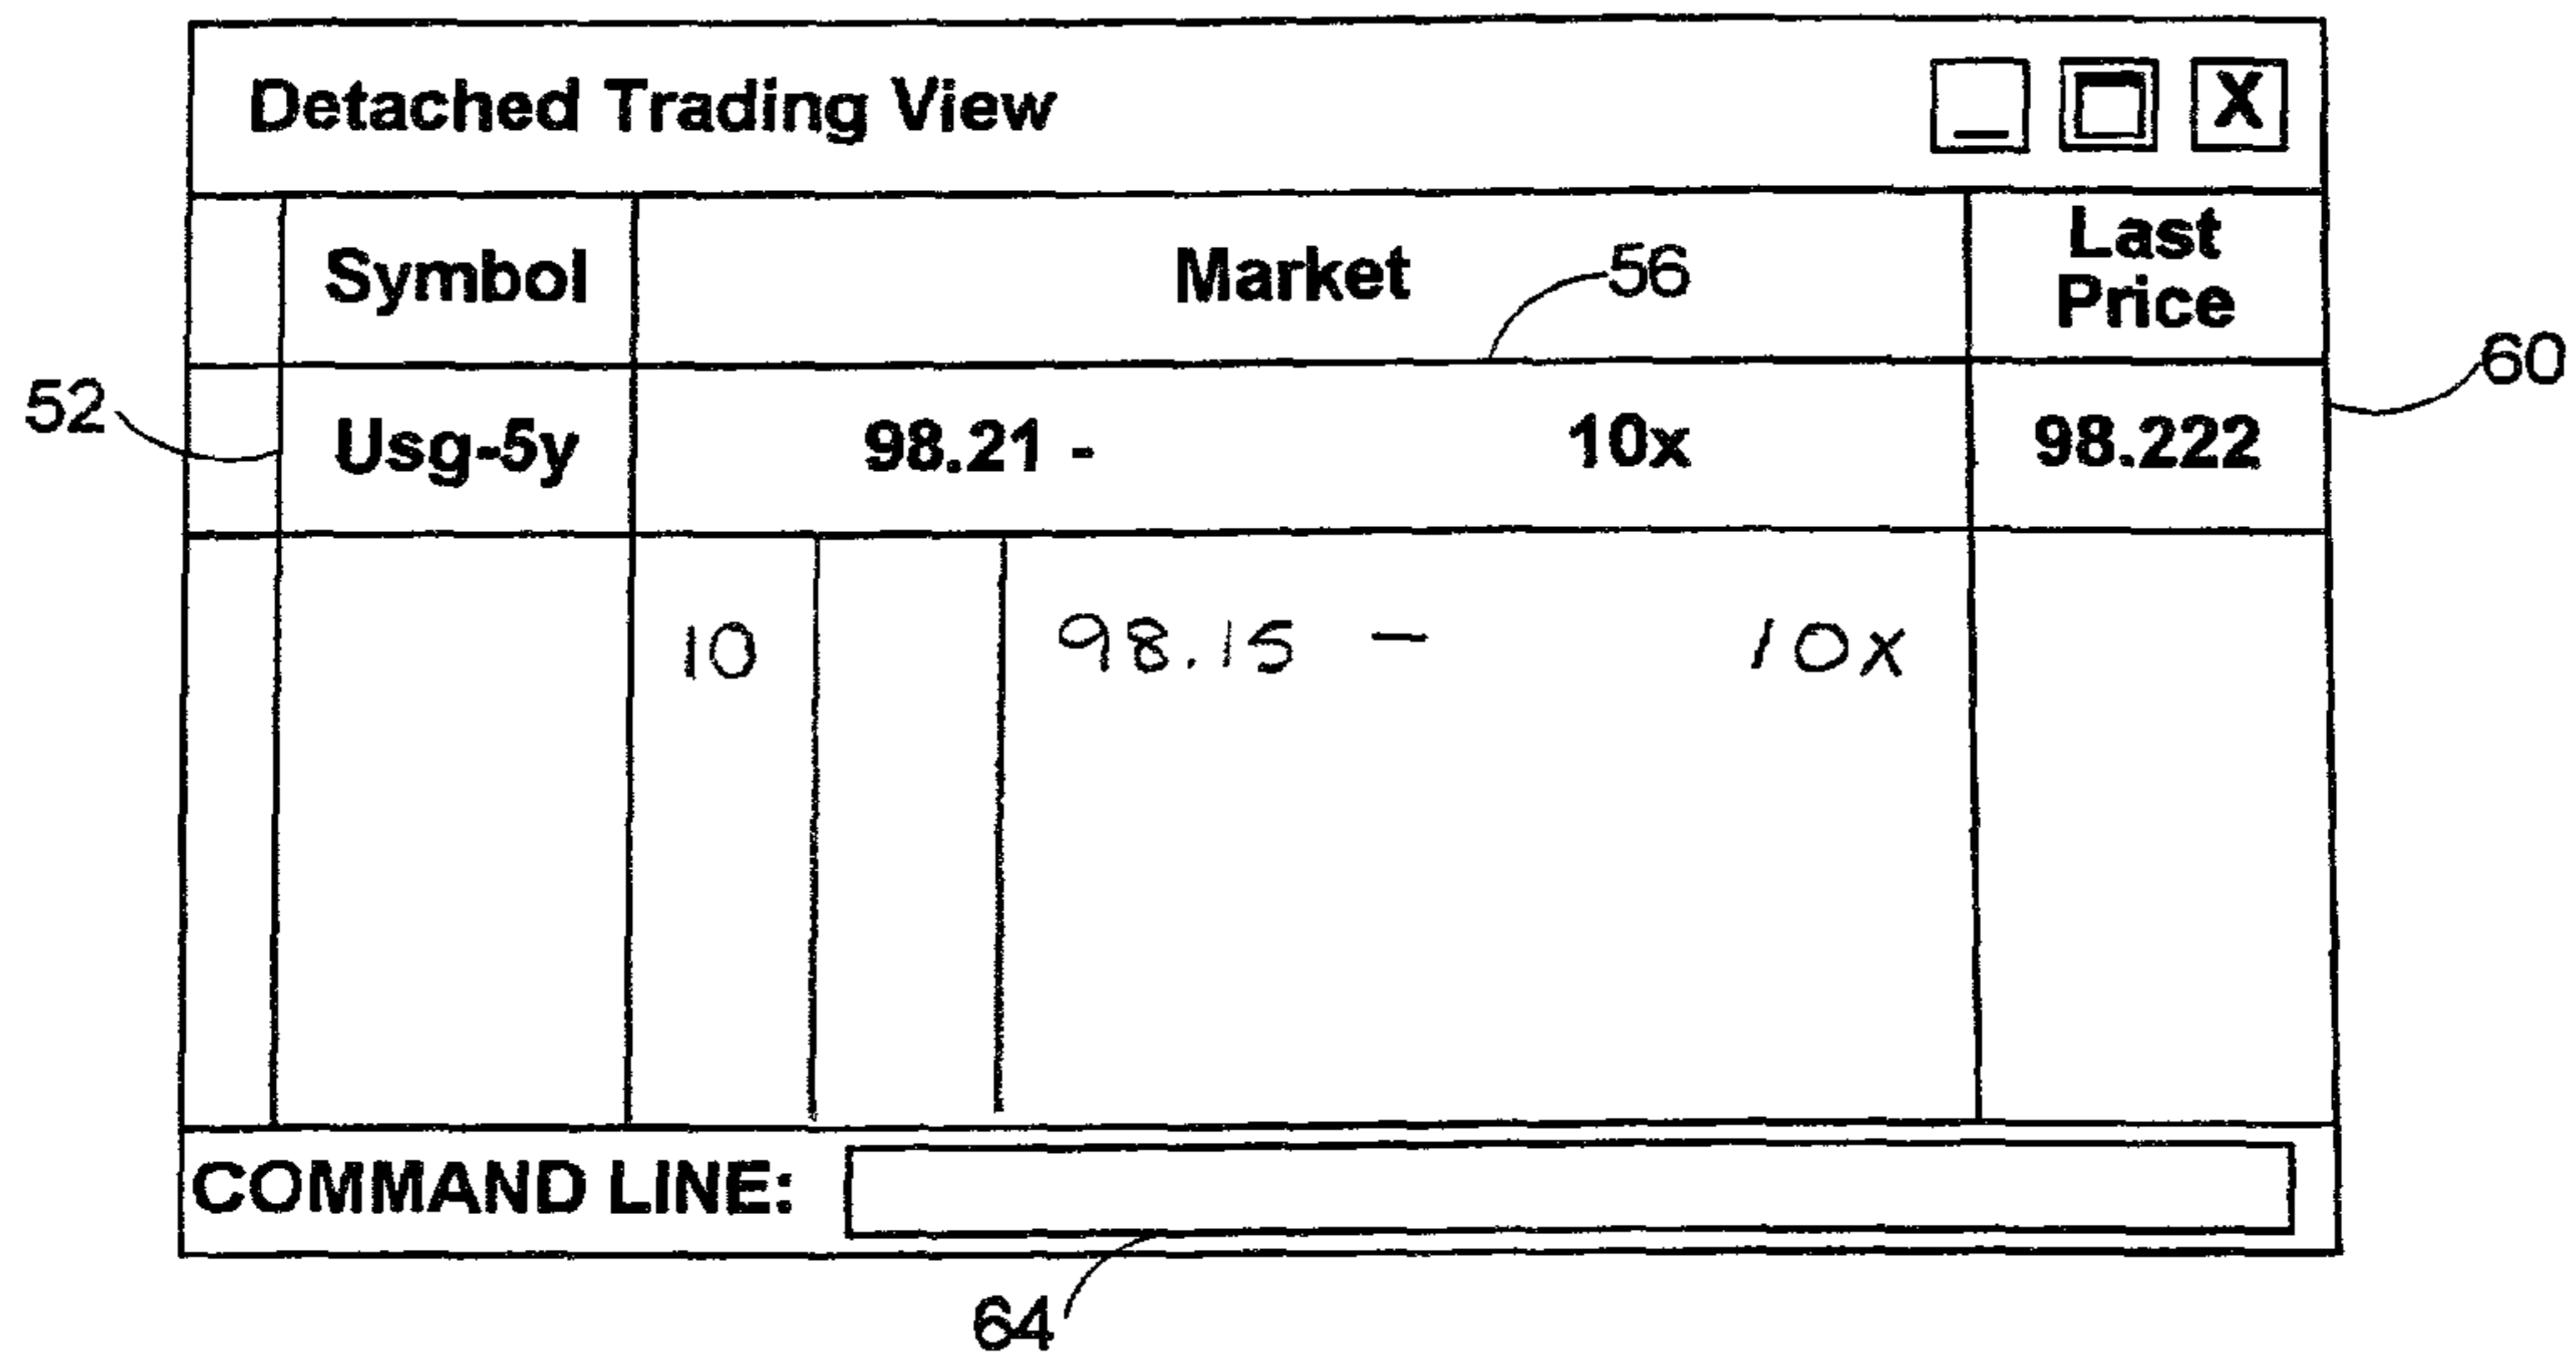 Detached Trading View _ X
Symbol Market Last Price
56
52 Usg-5y 98.21 - 10x 98.222 60
10 98.15 - 10x
COMMAND LINE:
64